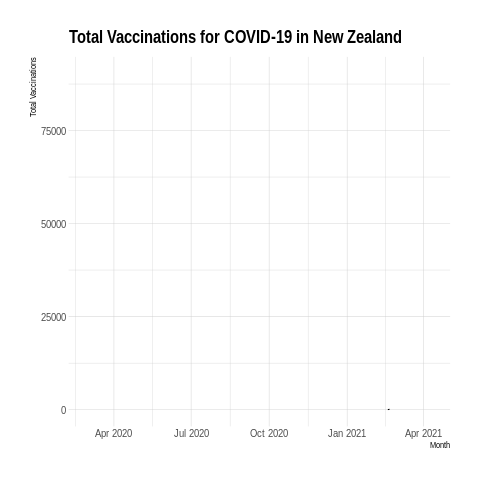 Total Vaccinations for COVID-19 in New Zealand
Total Vaccinations
75000
50000
25000
0
Apr 2020 Jul 2020 Oct 2020 Jan 2021 Apr 2021
Month